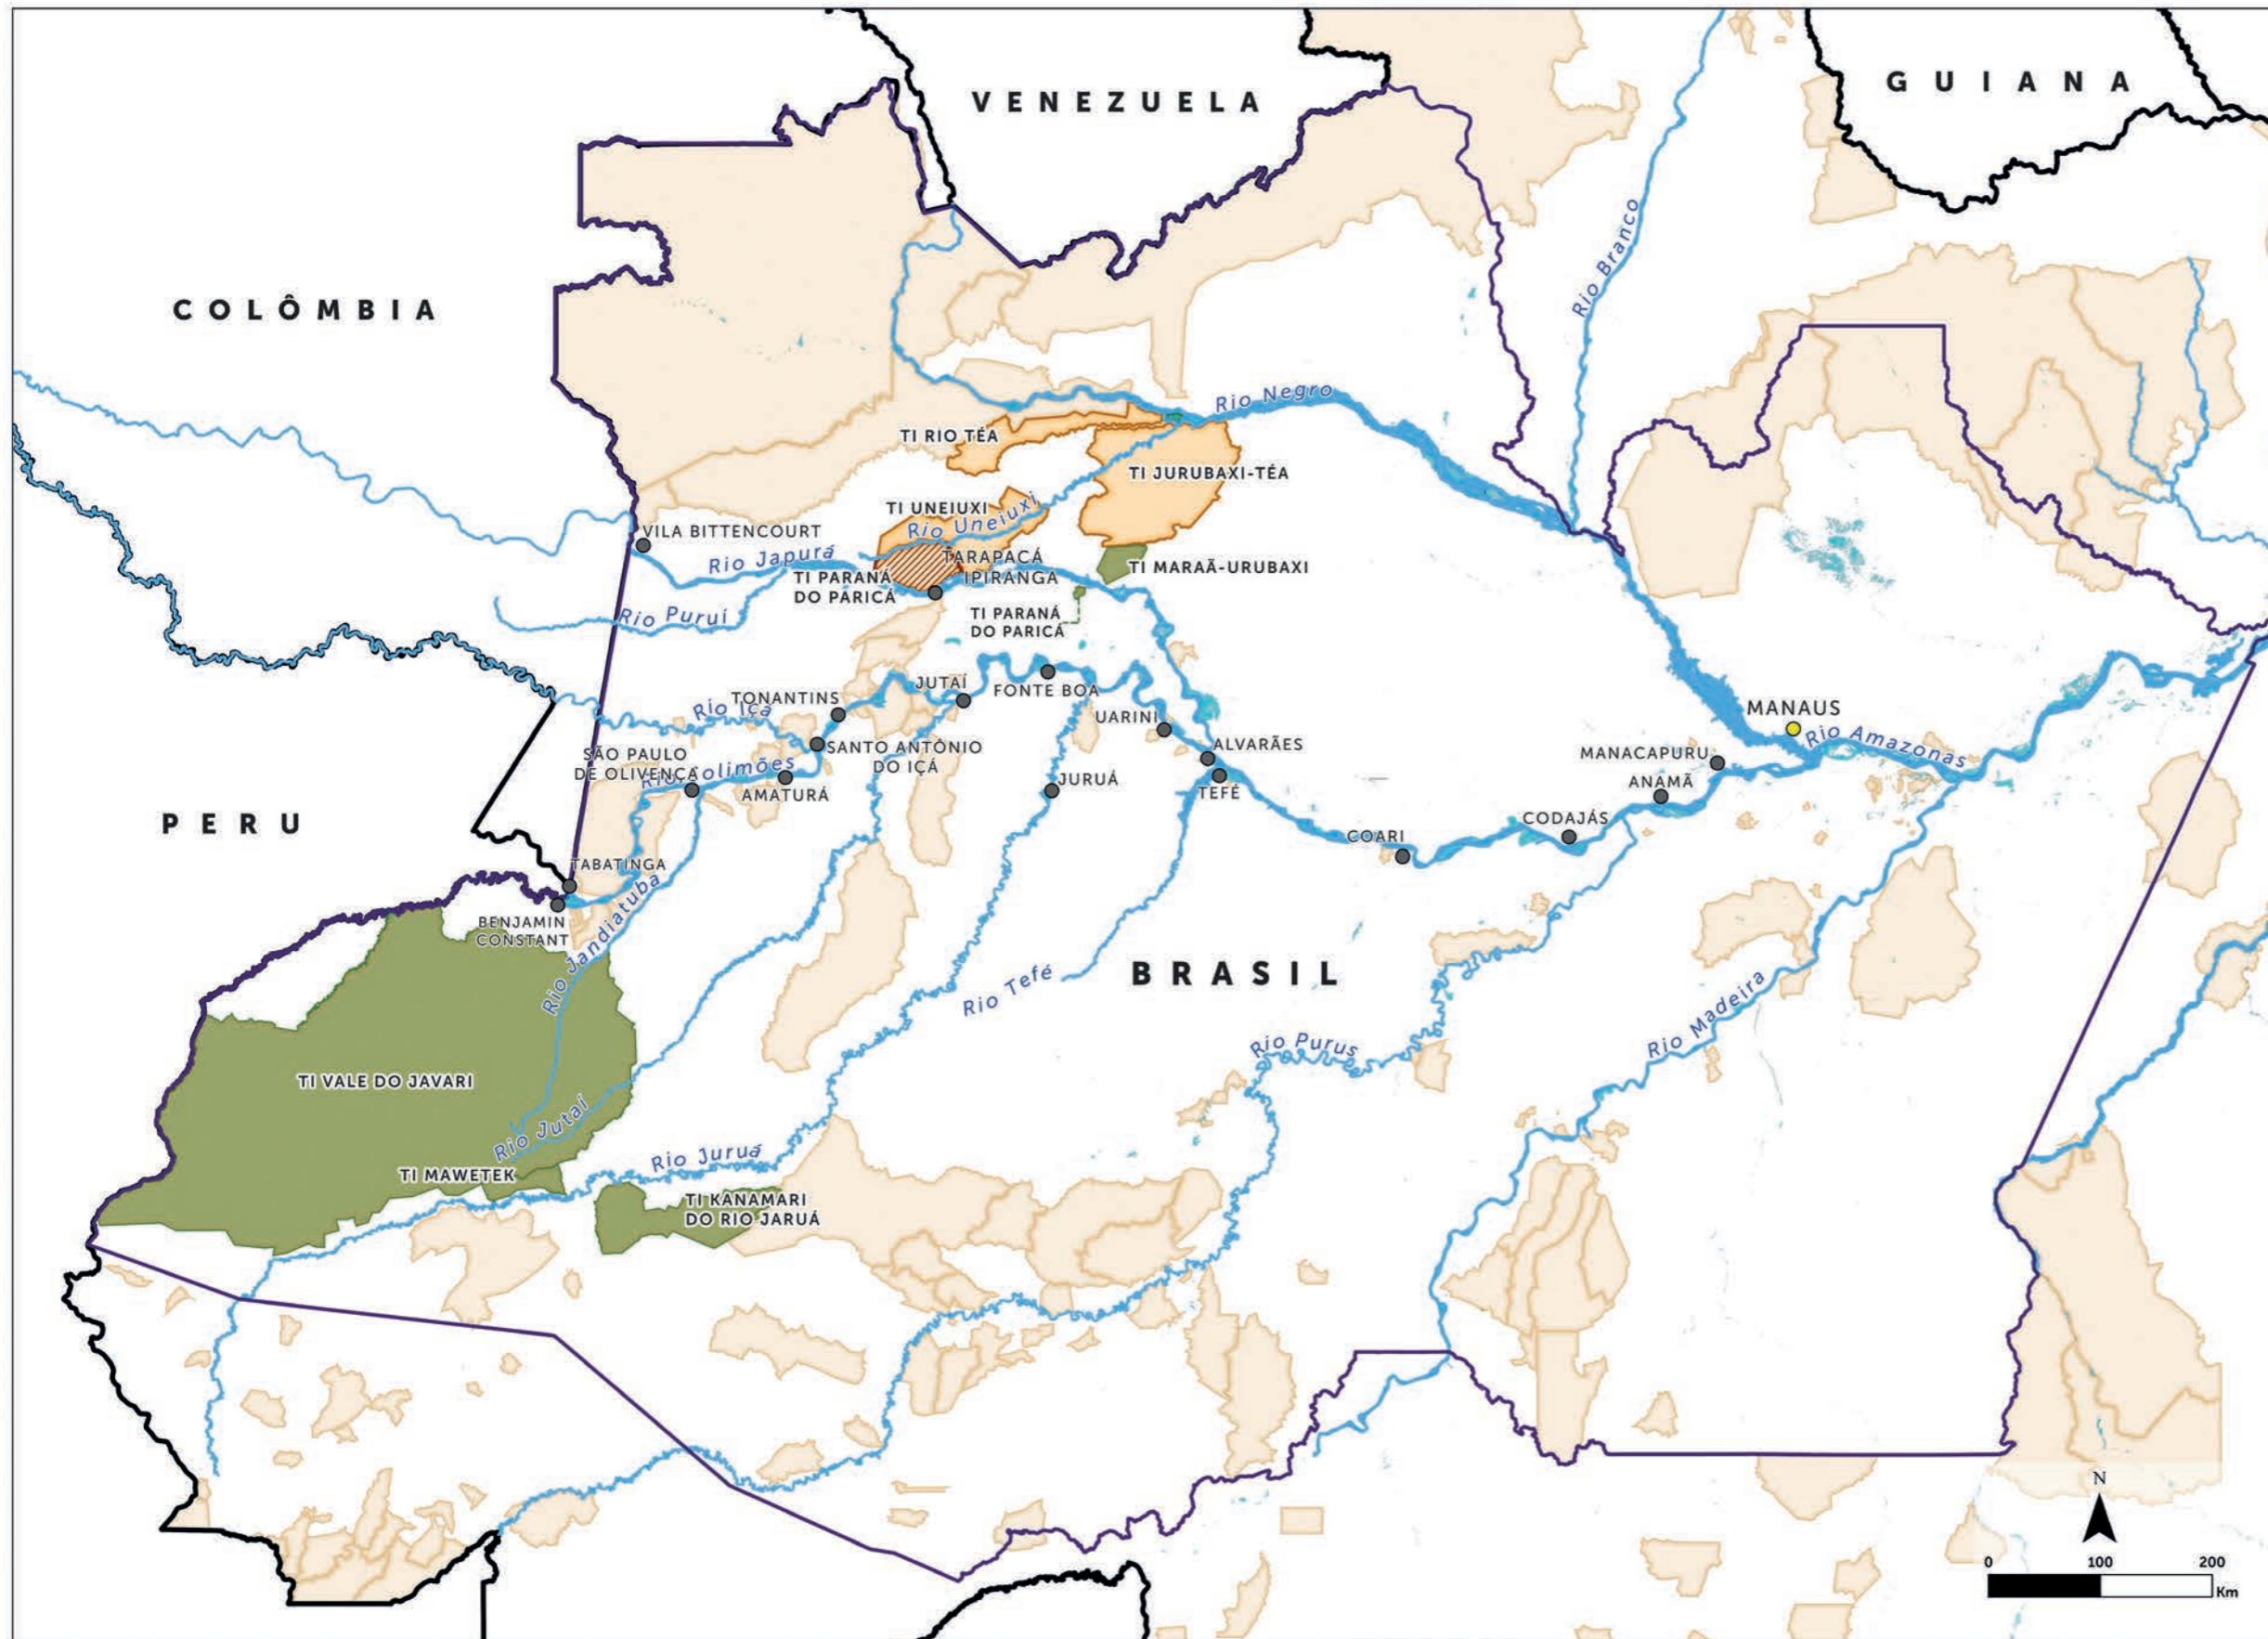 VENEZUELA
GUIANA
COLÔMBIA
Rio Branco
Rio Negro
TI RIO TÉA
TI JURUBAXI-TÉA
TI UNEIUXI
Rio Uneiuxi
VILA BITTENCOURT
Rio Japurá
TARAPACÁ
IPIRANGA
TI MARAÃ-URUBAXI
TI PARANÁ
DO PARICÁ
Rio Puruí
TI PARANÁ
DO PARICÁ
JUTAÍ
FONTE BOA
TONANTINS
Rio Içá
UARINI
MANAUS
Rio Amazonas
SANTO ANTÔNIO
DO IÇÁ
ALVARÃES
SÃO PAULO
DE OLIVENÇA
Rio Solimões
MANACAPURU
ANAMÃ
AMATURÁ
JURUÁ
TEFÉ
PERU
CODAJÁS
COARI
TABATINGA
BENJAMIN
CONSTANT
Rio Jandiatuba
BRASIL
Rio Tefé
Rio Madeira
Rio Purus
TI VALE DO JAVARI
Rio Jutai
Rio Juruá
TI MAWETEK
TI KANAMARI
DO RIO JARUÁ
N
0 100 200
Km